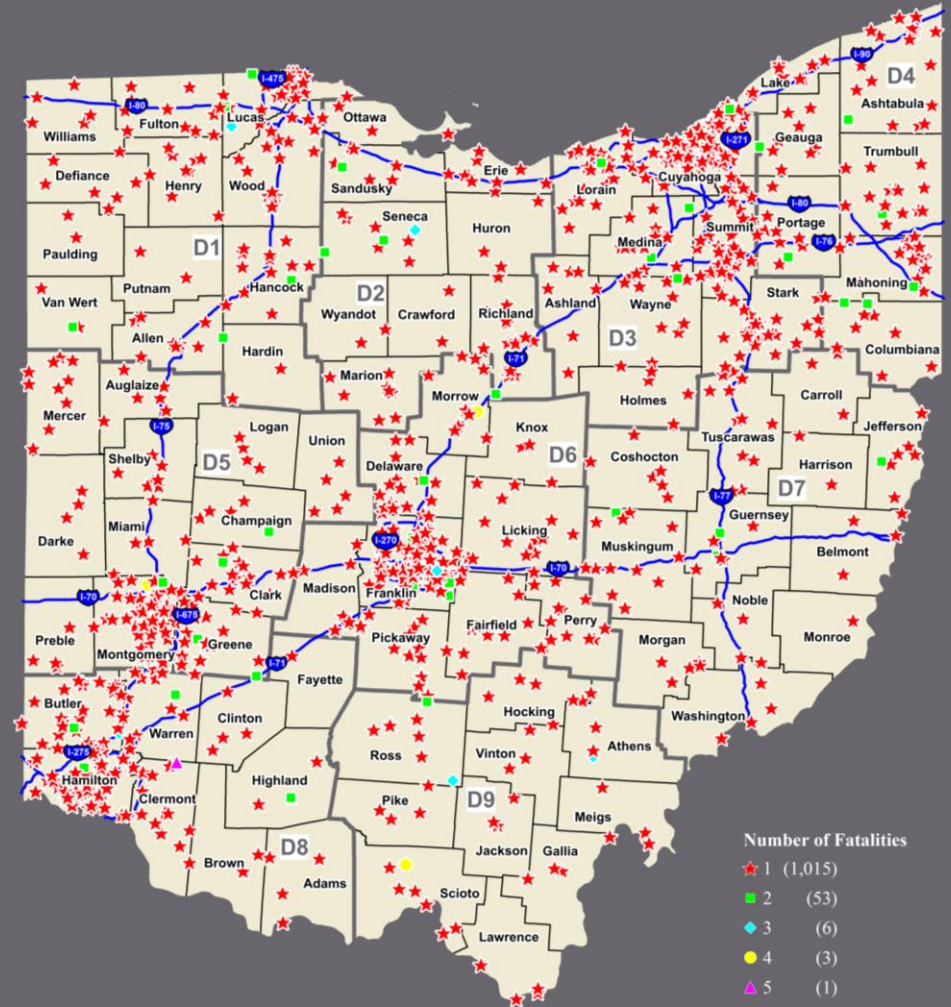 I-90
Lake
D4
Ashtabula
I-475
I-80
Lucas
Ottawa
Williams
Fulton
I-271
Geauga
Trumbull
Erie
Cuyahoga
Defiance
Henry
Wood
Sandusky
Lorain
I-80
Seneca
Huron
Summit
Portage
Medina
I-76
D1
Paulding
Putnam
Hancock
Mahoning
Van Wert
D2
Wyandot
Crawford
Richland
Ashland
Wayne
Stark
Allen
Hardin
I-71
D3
Columbiana
Auglaize
Marion
Morrow
Holmes
Carroll
Mercer
I-75
Logan
Union
Knox
Jefferson
Shelby
D5
Delaware
D6
Coshocton
Tuscarawas
Harrison
D7
I-77
Guernsey
Miami
Champaign
Licking
Darke
I-270
Muskingum
Belmont
I-70
I-70
Clark
Madison
Franklin
I-675
Noble
Preble
Montgomery
Greene
Pickaway
Fairfield
Perry
Morgan
Monroe
I-71
Fayette
Butler
Warren
Clinton
Hocking
Washington
I-275
Ross
Vinton
Athens
Hamilton
Clermont
Highland
Pike
D9
Meigs
Jackson
Gallia
Brown
D8
Adams
Scioto
Lawrence
Number of Fatalities
1 (1,015)
2 (53)
3 (6)
4 (3)
5 (1)